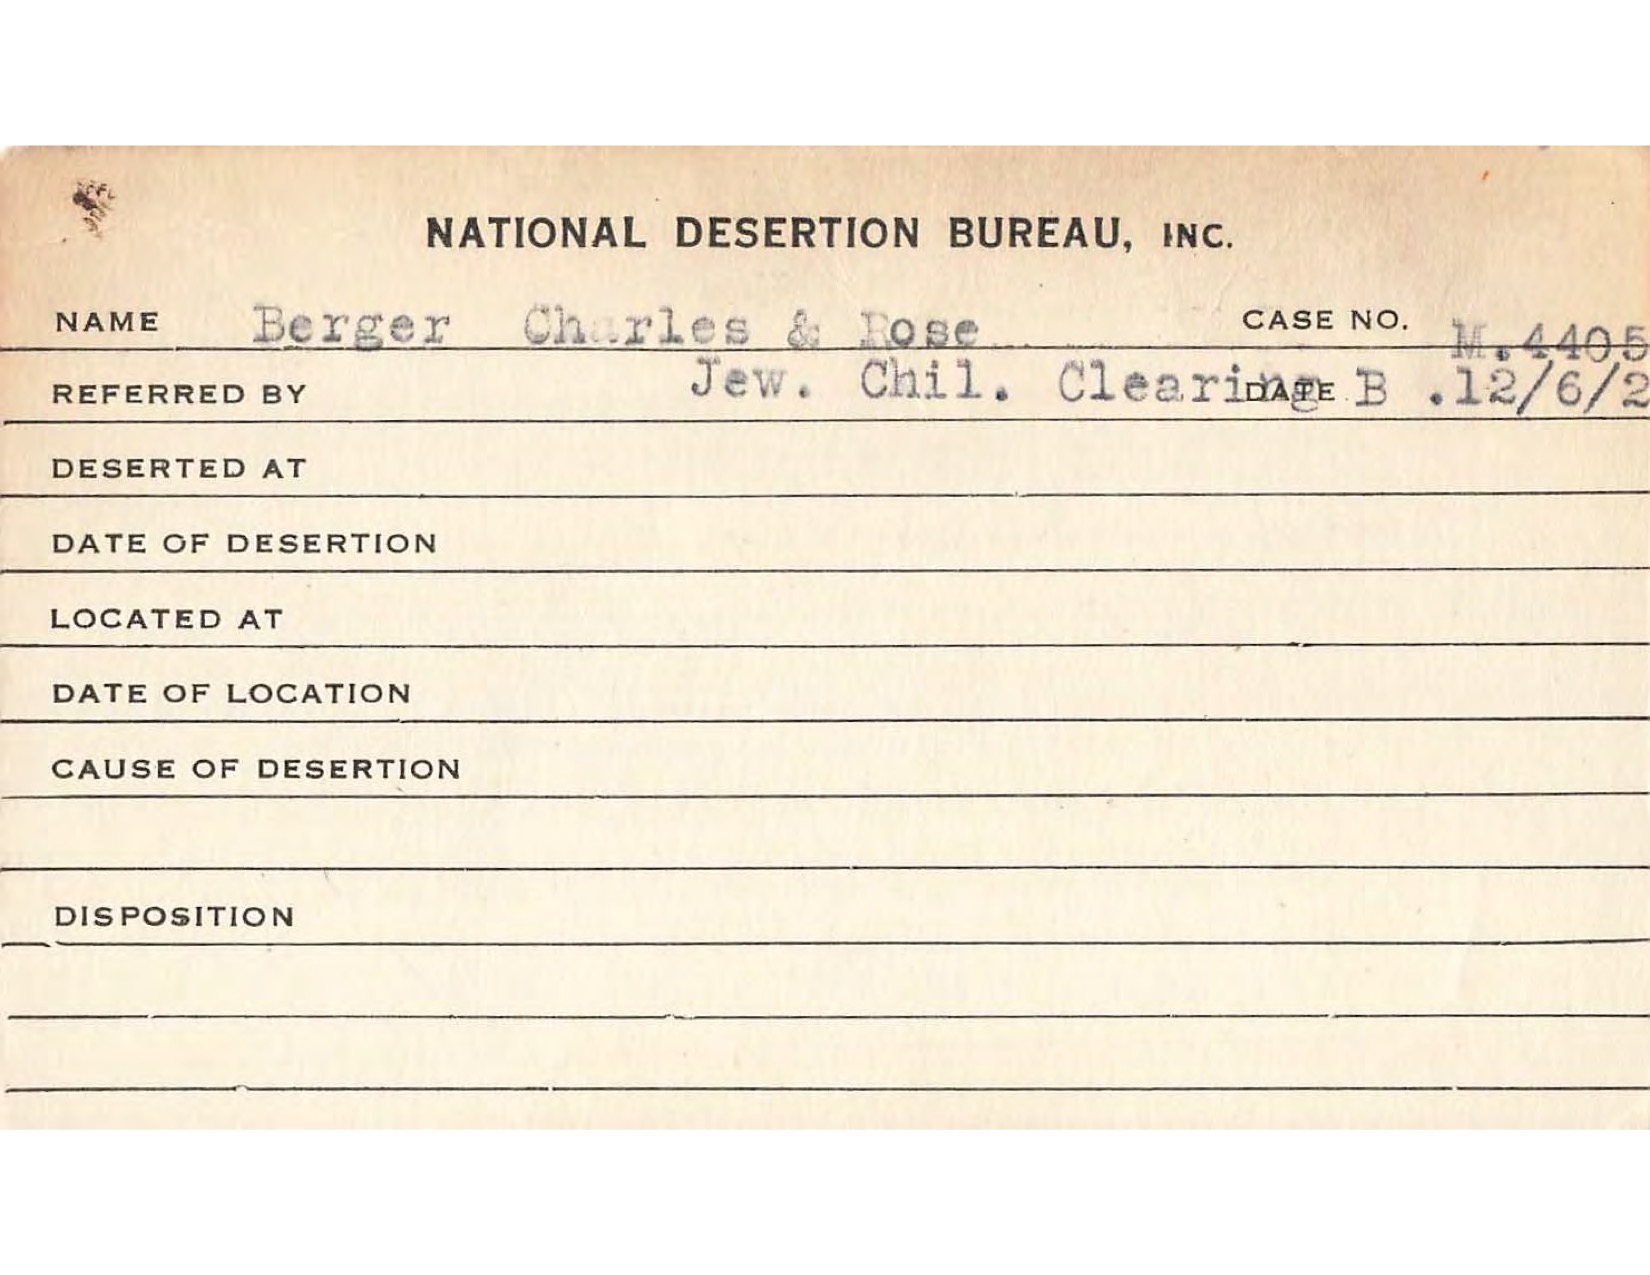 NATIONAL DESERTION BUREAU, INC.
NAME Berger Charles & Rose CASE NO. M.4405
REFERRED BY Jew. Chil. Clearing DATE B .12/6/2
DESERTED AT
DATE OF DESERTION
LOCATED AT
DATE OF LOCATION
CAUSE OF DESERTION
DISPOSITION